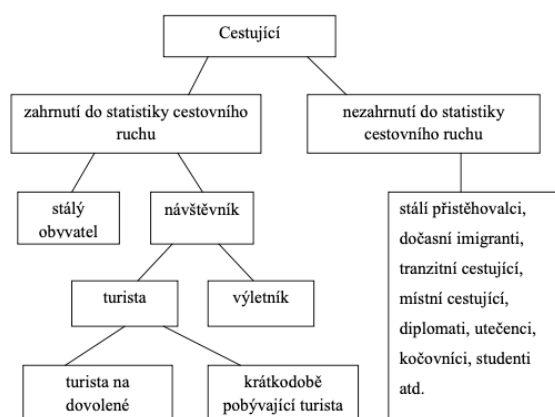 Cestující
zahrnutí do statistiky cestovního
ruchu
nezahrnutí do statistiky
cestovního ruchu
stálý
obyvatel
návštěvník
stálí přistěhovalci,
dočasní imigranti,
tranzitní cestující,
místní cestující,
diplomati, utečenci,
kočovníci, studenti
atd.
turista
výletník
turista na
dovolené
krátkodobě
pobývající turista